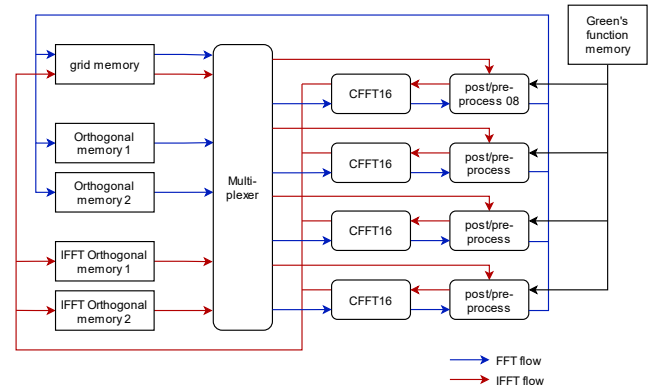 Green's
function
memory
grid memory
Orthogonal
memory 1
Orthogonal
memory 2
IFFT Orthogonal
memory 1
IFFT Orthogonal
memory 2
Multi-
plexer
CFFT16
post/pre-
process 08
CFFT16
post/pre-
process
CFFT16
post/pre-
process
CFFT16
post/pre-
process
FFT flow
IFFT flow